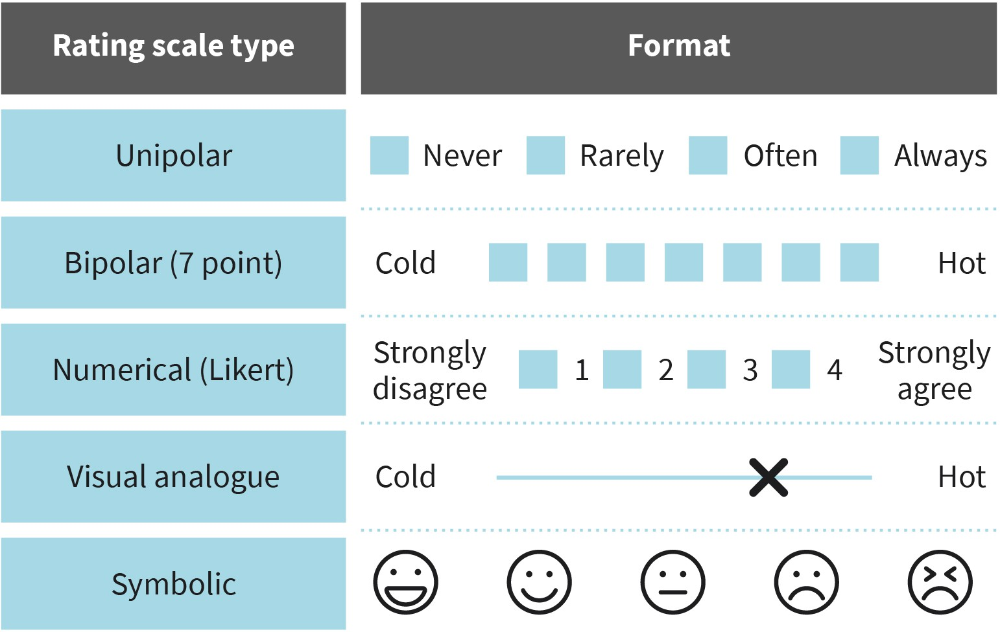 Rating scale type
Format
Unipolar
Never Rarely Often Always
Bipolar (7 point)
Cold Hot
Numerical (Likert)
Strongly
disagree
1 2 3 4
Strongly
agree
Visual analogue
Cold Hot
Symbolic